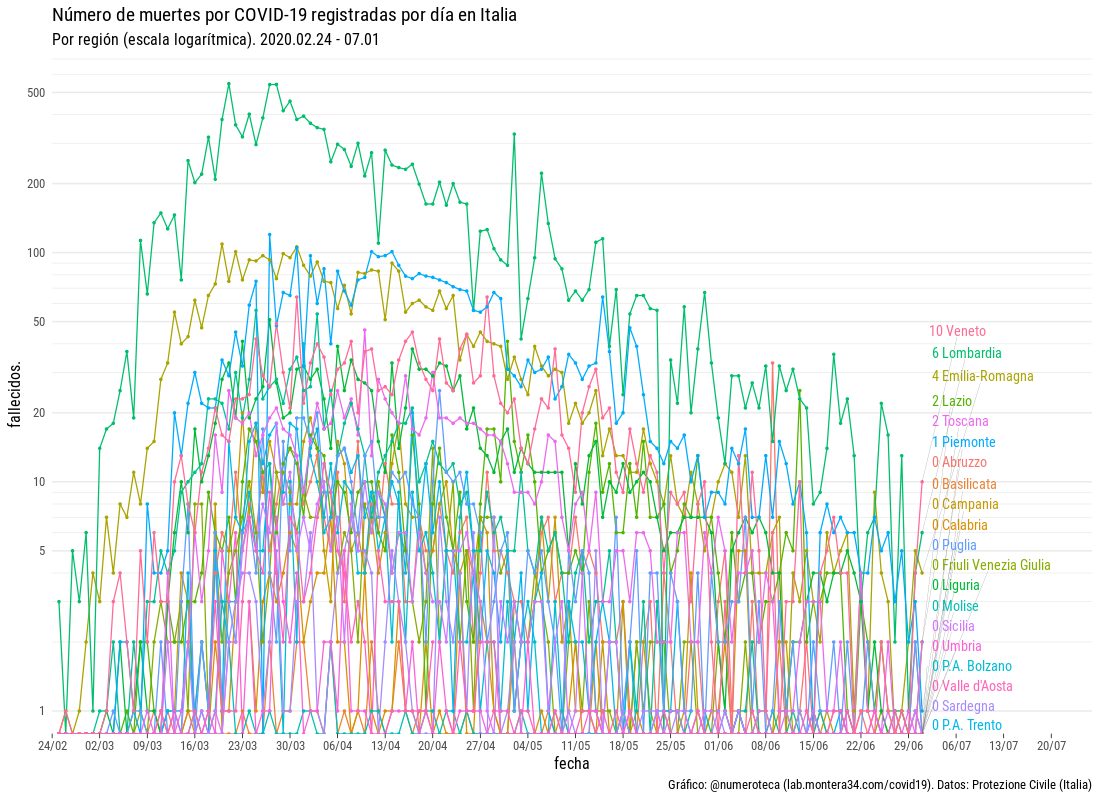 Número de muertes por COVID-19 registradas por día en Italia
Por región (escala logarítmica). 2020.02.24 - 07.01
500
200
100
50
20
10
5
1
fallecidos.
10 Veneto
6 Lombardia
4 Emilia-Romagna
2 Lazio
2 Toscana
1 Piemonte
0 Abruzzo
0 Basilicata
0 Campania
0 Calabria
0 Puglia
0 Friuli Venezia Giulia
0 Liguria
0 Molise
0 Sicilia
0 Umbria
0 P.A. Bolzano
0 Valle d'Aosta
0 Sardegna
0 P.A. Trento
24/02 02/03 09/03 16/03 23/03 30/03 06/04 13/04 20/04 27/04 04/05 11/05 18/05 25/05 01/06 08/06 15/06 22/06 29/06 06/07 13/07 20/07
fecha
Gráfico: @numeroteca (lab.montera34.com/covid19). Datos: Protezione Civile (Italia)